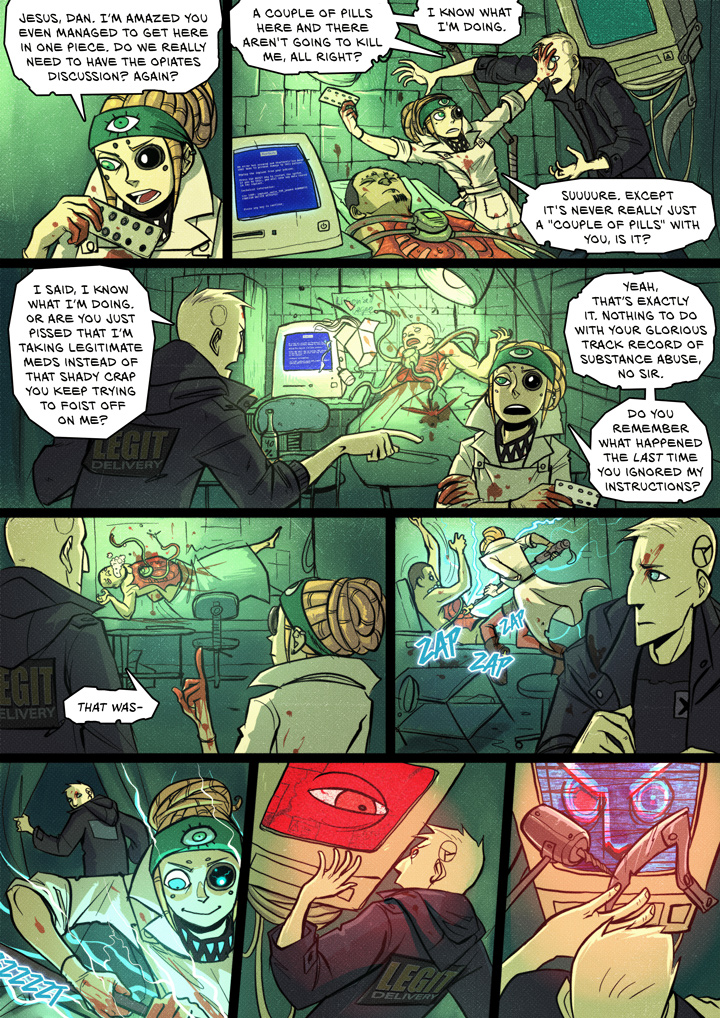 JESUS, DAN. I'M AMAZED YOU
EVEN MANAGED TO GET HERE
IN ONE PIECE. DO WE REALLY
NEED TO HAVE THE OPIATES
DISCUSSION? AGAIN?
A COUPLE OF PILLS
HERE AND THERE
AREN'T GOING TO KILL
ME, ALL RIGHT?
I KNOW WHAT
I'M DOING.
SUUUURE. EXCEPT
IT'S NEVER REALLY JUST
A "COUPLE OF PILLS" WITH
YOU, IS IT?
I SAID, I KNOW
WHAT I'M DOING.
OR ARE YOU JUST
PISSED THAT I'M
TAKING LEGITIMATE
MEDS INSTEAD OF
THAT SHADY CRAP
YOU KEEP TRYING
TO FOIST OFF
ON ME?
LEGIT
DELIVERY
YEAH,
THAT'S EXACTLY
IT. NOTHING TO DO
WITH YOUR GLORIOUS
TRACK RECORD OF
SUBSTANCE ABUSE,
NO SIR.
DO YOU
REMEMBER
WHAT HAPPENED
THE LAST TIME
YOU IGNORED MY
INSTRUCTIONS?
EGIT
DELIVERY
THAT WAS-
ZAP
ZAP
ZAP
LEGIT
DELIVERY